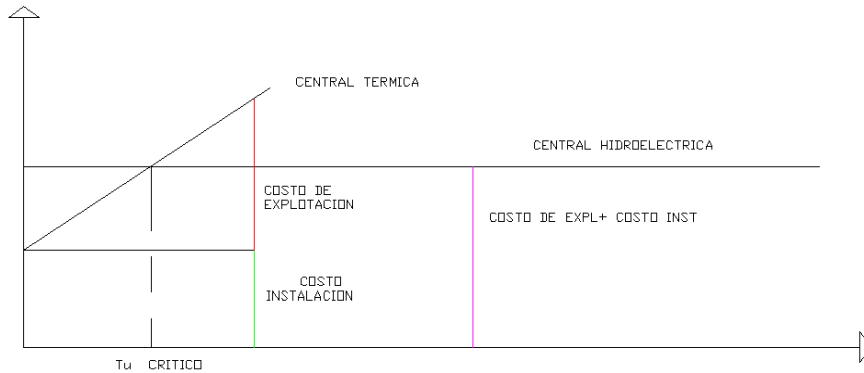 CENTRAL TERMICA
CENTRAL HIDROELECTRICA
COSTO DE
EXPLOTACION
COSTO DE EXPL+ COSTO INST
COSTO
INSTALACION
Tu CRITICO